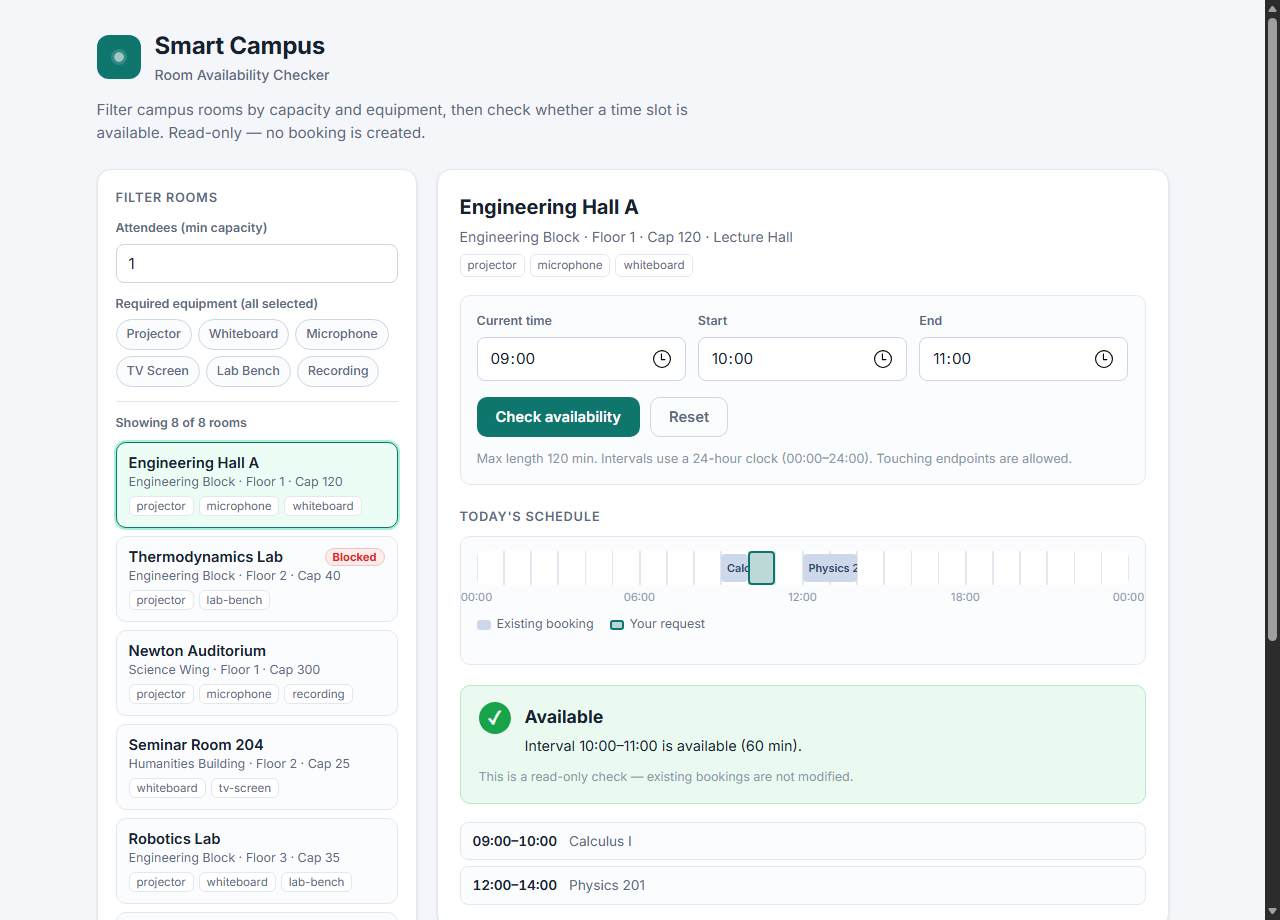 Smart Campus
Room Availability Checker
Filter campus rooms by capacity and equipment, then check whether a time slot is
available. Read-only — no booking is created.
FILTER ROOMS
Attendees (min capacity)
1
Required equipment (all selected)
Projector Whiteboard Microphone
TV Screen Lab Bench Recording
Showing 8 of 8 rooms
Engineering Hall A
Engineering Block · Floor 1 · Cap 120
projector microphone whiteboard
Thermodynamics Lab Blocked
Engineering Block · Floor 2 · Cap 40
projector lab-bench
Newton Auditorium
Science Wing · Floor 1 · Cap 300
projector microphone recording
Seminar Room 204
Humanities Building · Floor 2 · Cap 25
whiteboard tv-screen
Robotics Lab
Engineering Block · Floor 3 · Cap 35
projector whiteboard lab-bench
Engineering Hall A
Engineering Block · Floor 1 · Cap 120 · Lecture Hall
projector microphone whiteboard
Current time Start End
09:00 10:00 11:00
Check availability Reset
Max length 120 min. Intervals use a 24-hour clock (00:00–24:00). Touching endpoints are allowed.
TODAY'S SCHEDULE
Calc Physics 2
00:00 06:00 12:00 18:00 00:00
Existing booking Your request
Available
Interval 10:00–11:00 is available (60 min).
This is a read-only check — existing bookings are not modified.
09:00–10:00 Calculus I
12:00–14:00 Physics 201